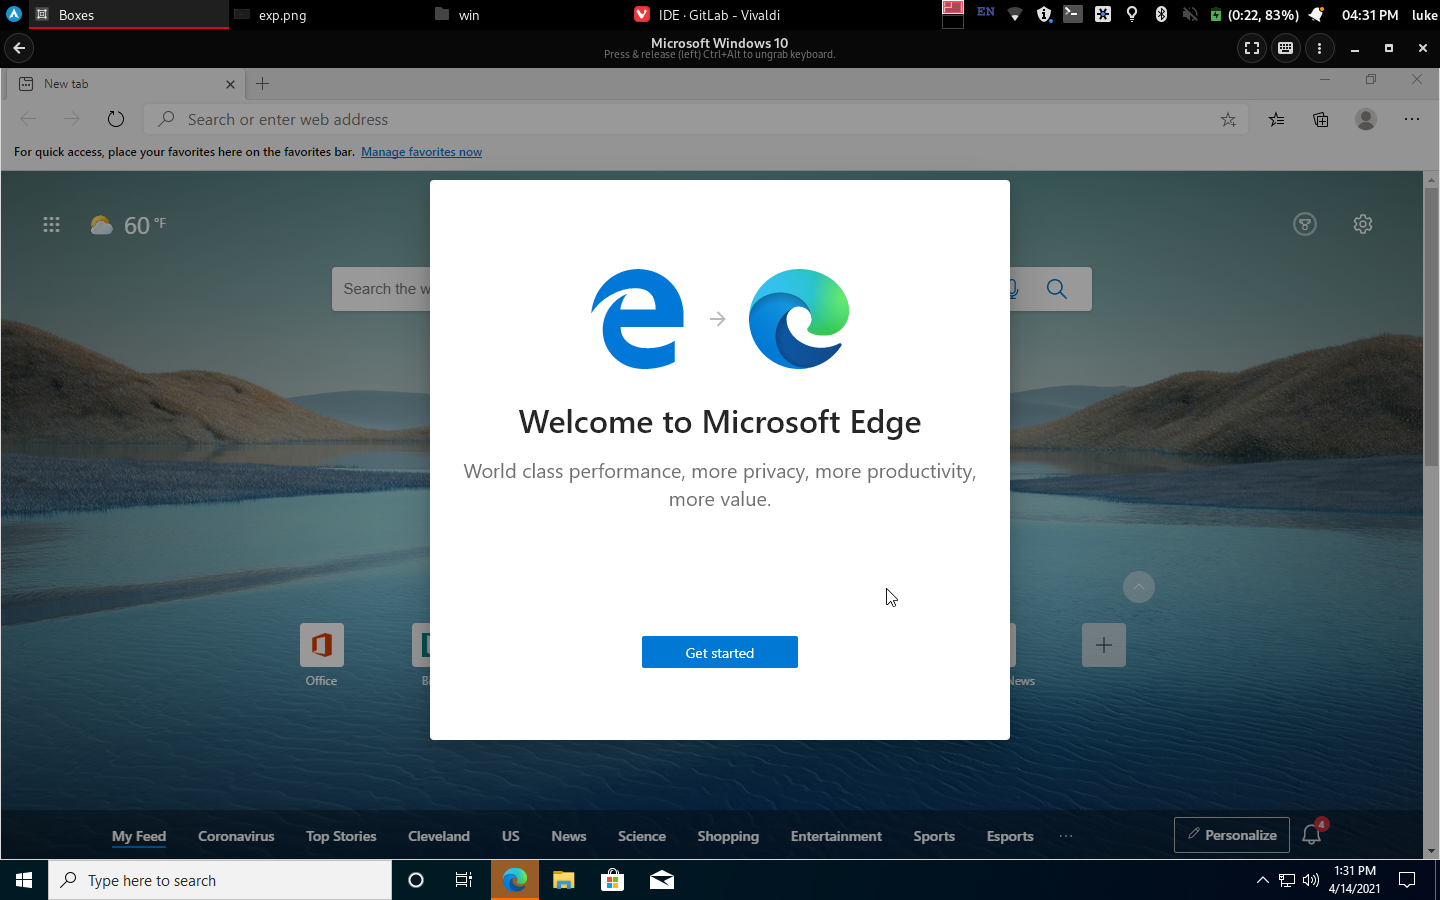 Boxes
exp.png
win
IDE · GitLab - Vivaldi
EN
(0:22, 83%)
04:31 PM
luke
Microsoft Windows 10
Press & release (left) Ctrl+Alt to ungrab keyboard.
New tab
Search or enter web address
For quick access, place your favorites here on the favorites bar. Manage favorites now
60 °F
Search the w
Welcome to Microsoft Edge
World class performance, more privacy, more productivity,
more value.
Get started
Office
Bi
News
My Feed
Coronavirus
Top Stories
Cleveland
US
News
Science
Shopping
Entertainment
Sports
Esports
Personalize
4
Type here to search
1:31 PM
4/14/2021